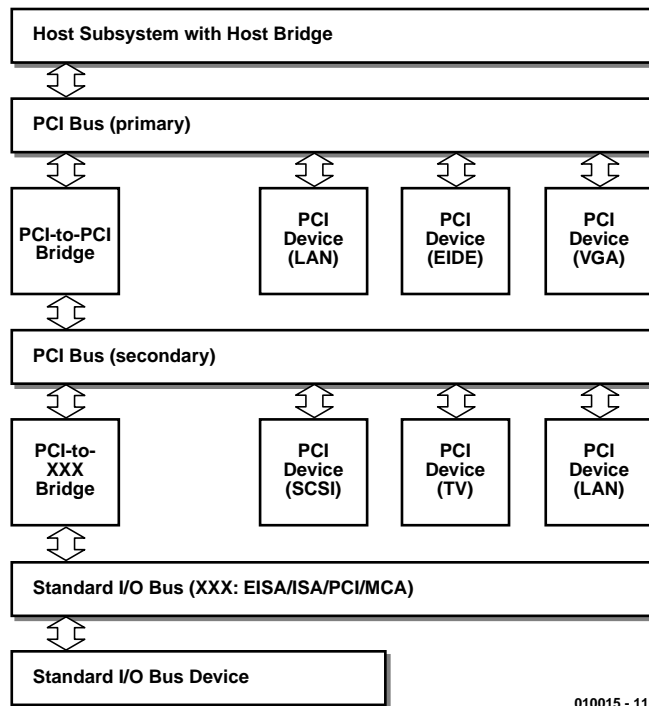 Host Subsystem with Host Bridge
PCI Bus (primary)
PCI-to-PCI
Bridge
PCI
Device
(LAN)
PCI
Device
(EIDE)
PCI
Device
(VGA)
PCI Bus (secondary)
PCI-to-
XXX
Bridge
PCI
Device
(SCSI)
PCI
Device
(TV)
PCI
Device
(LAN)
Standard I/O Bus (XXX: EISA/ISA/PCI/MCA)
Standard I/O Bus Device
010015 - 11